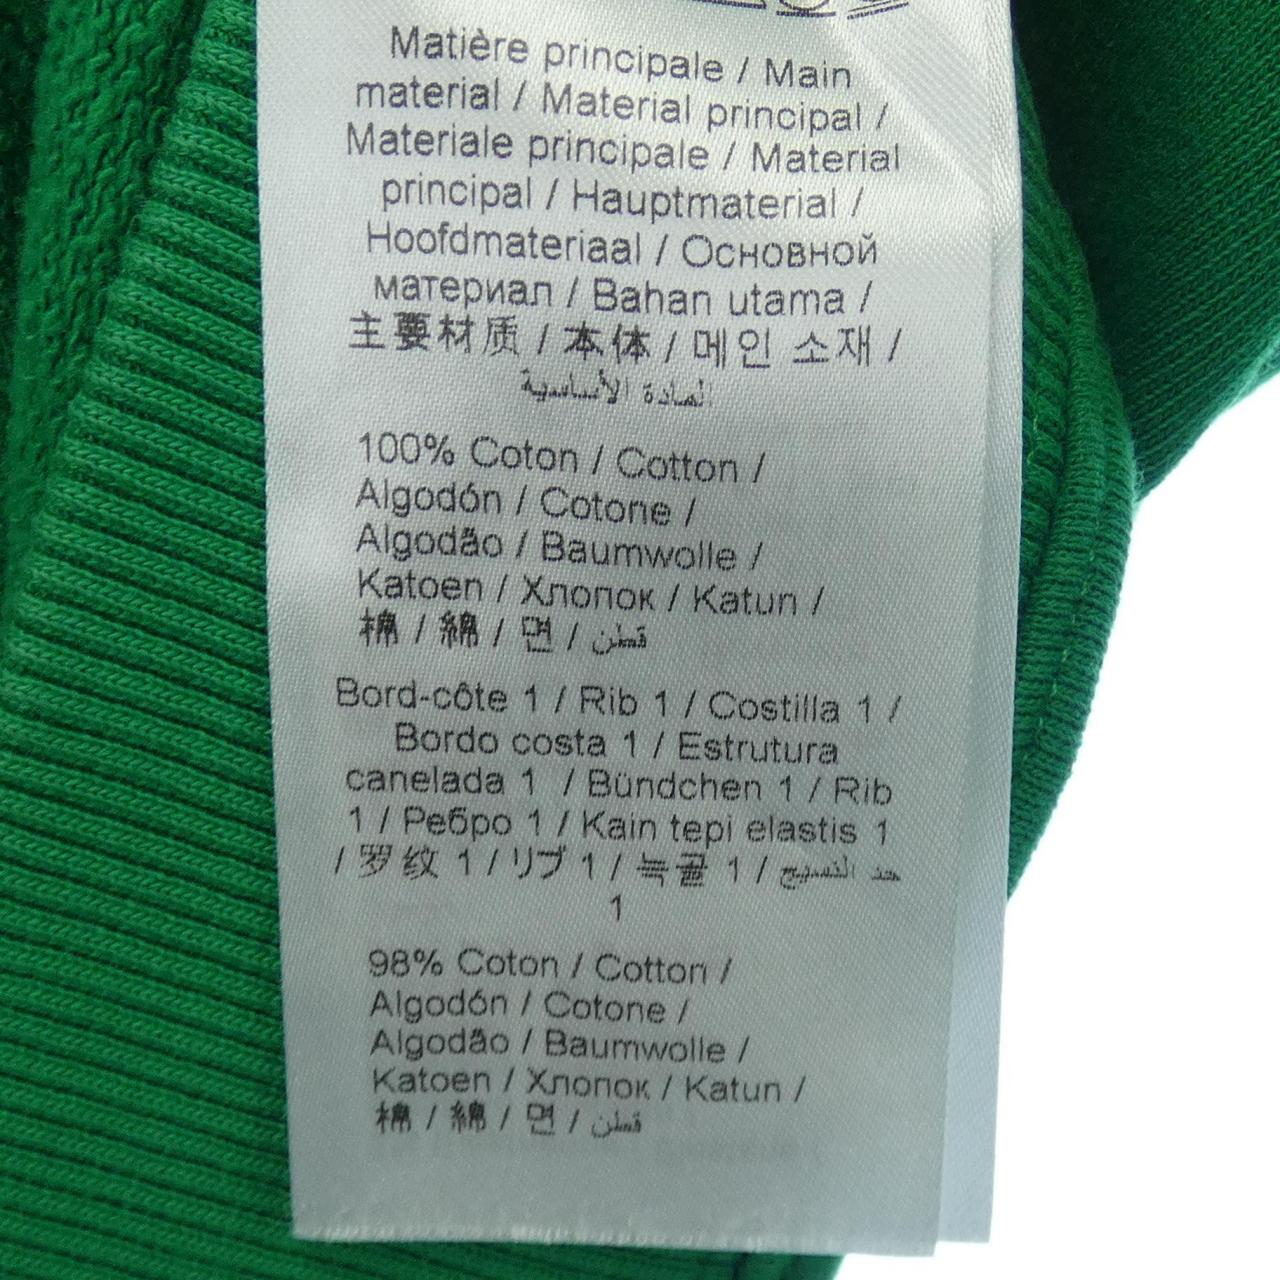 Matière principale / Main
material / Material principal /
Materiale principale / Material
principal / Hauptmaterial /
Hoofdmateriaal / Основной
материал / Bahan utama /
主要材质 / 本体 / 메인 소재 /
المادة الأساسية
100% Coton / Cotton /
Algodón / Cotone /
Algodão / Baumwolle /
Katoen / Хлопок / Katun /
棉 / 綿 / 면 / قطن
Bord-côte 1 / Rib 1 / Costilla 1 /
Bordo costa 1 / Estrutura
canelada 1 / Bündchen 1 / Rib
1 / Ребро 1 / Kain tepi elastis 1
/ 罗纹 1 / リブ 1 / 늑골 1 / حد النسيج
1
98% Coton / Cotton /
Algodón / Cotone /
Algodão / Baumwolle /
Katoen / Хлопок / Katun /
棉 / 綿 / 면 / قطن